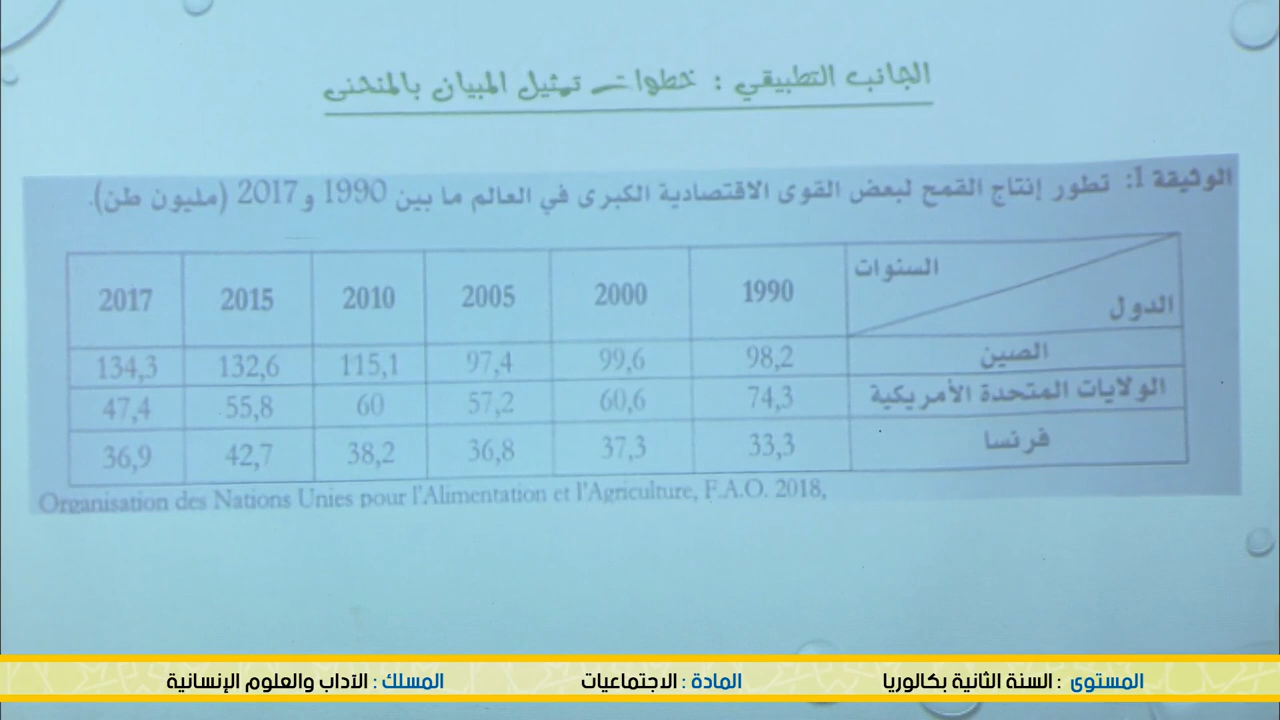 الجانب التطبيقي : خطوات تمثيل المبيان بالمنحنى
الوثيقة 1: تطور إنتاج القمح لبعض القوى الاقتصادية الكبرى في العالم ما بين 1990 و 2017 (مليون طن).
السنوات
الدول
1990 2000 2005 2010 2015 2017
الصين 98,2 99,6 97,4 115,1 132,6 134,3
الولايات المتحدة الأمريكية 74,3 60,6 57,2 60 55,8 47,4
فرنسا 33,3 37,3 36,8 38,2 42,7 36,9
Organisation des Nations Unies pour l'Alimentation et l'Agriculture, F.A.O. 2018,
المستوى : السنة الثانية بكالوريا المادة : الاجتماعيات المسلك : الآداب والعلوم الإنسانية